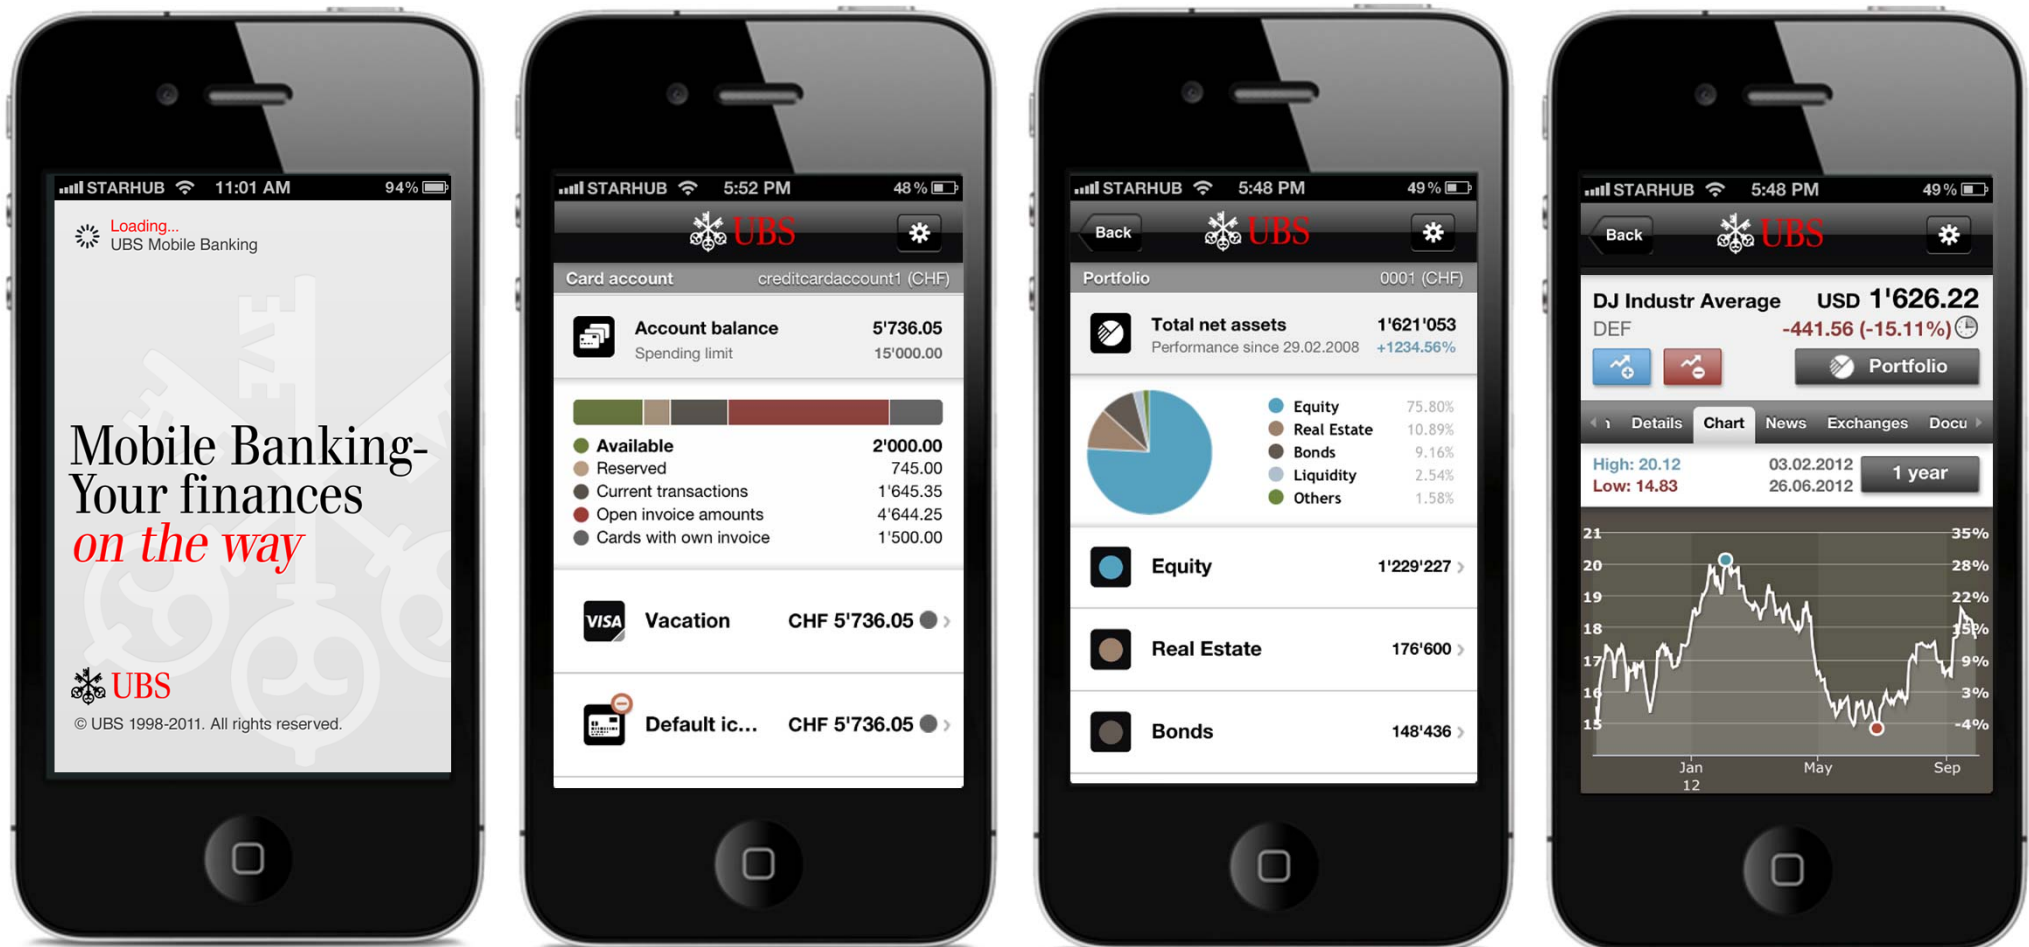 STARHUB 11:01 AM 94%
Loading...
UBS Mobile Banking
Mobile Banking-
Your finances
on the way
UBS
© UBS 1998-2011. All rights reserved.
STARHUB 5:52 PM 48%
UBS
Card account creditcardaccount1 (CHF)
Account balance 5'736.05
Spending limit 15'000.00
Available 2'000.00
Reserved 745.00
Current transactions 1'645.35
Open invoice amounts 4'644.25
Cards with own invoice 1'500.00
VISA Vacation CHF 5'736.05
Default ic... CHF 5'736.05
STARHUB 5:48 PM 49%
Back UBS
Portfolio 0001 (CHF)
Total net assets 1'621'053
Performance since 29.02.2008 +1234.56%
Equity 75.80%
Real Estate 10.89%
Bonds 9.16%
Liquidity 2.54%
Others 1.58%
Equity 1'229'227
Real Estate 176'600
Bonds 148'436
STARHUB 5:48 PM 49%
Back UBS
DJ Industr Average USD 1'626.22
DEF -441.56 (-15.11%)
Portfolio
Details Chart News Exchanges Docu
High: 20.12 03.02.2012 1 year
Low: 14.83 26.06.2012
21 35%
20 28%
19 22%
18 15%
17 9%
16 3%
15 -4%
Jan May Sep
12